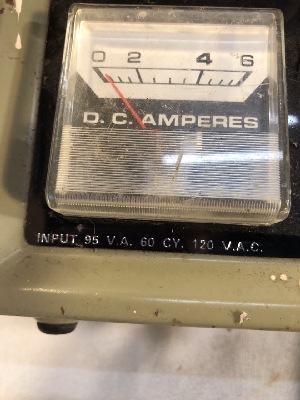 0 2 4 6
D. C. AMPERES
INPUT 95 V.A. 60 CY. 120 V.A.C.